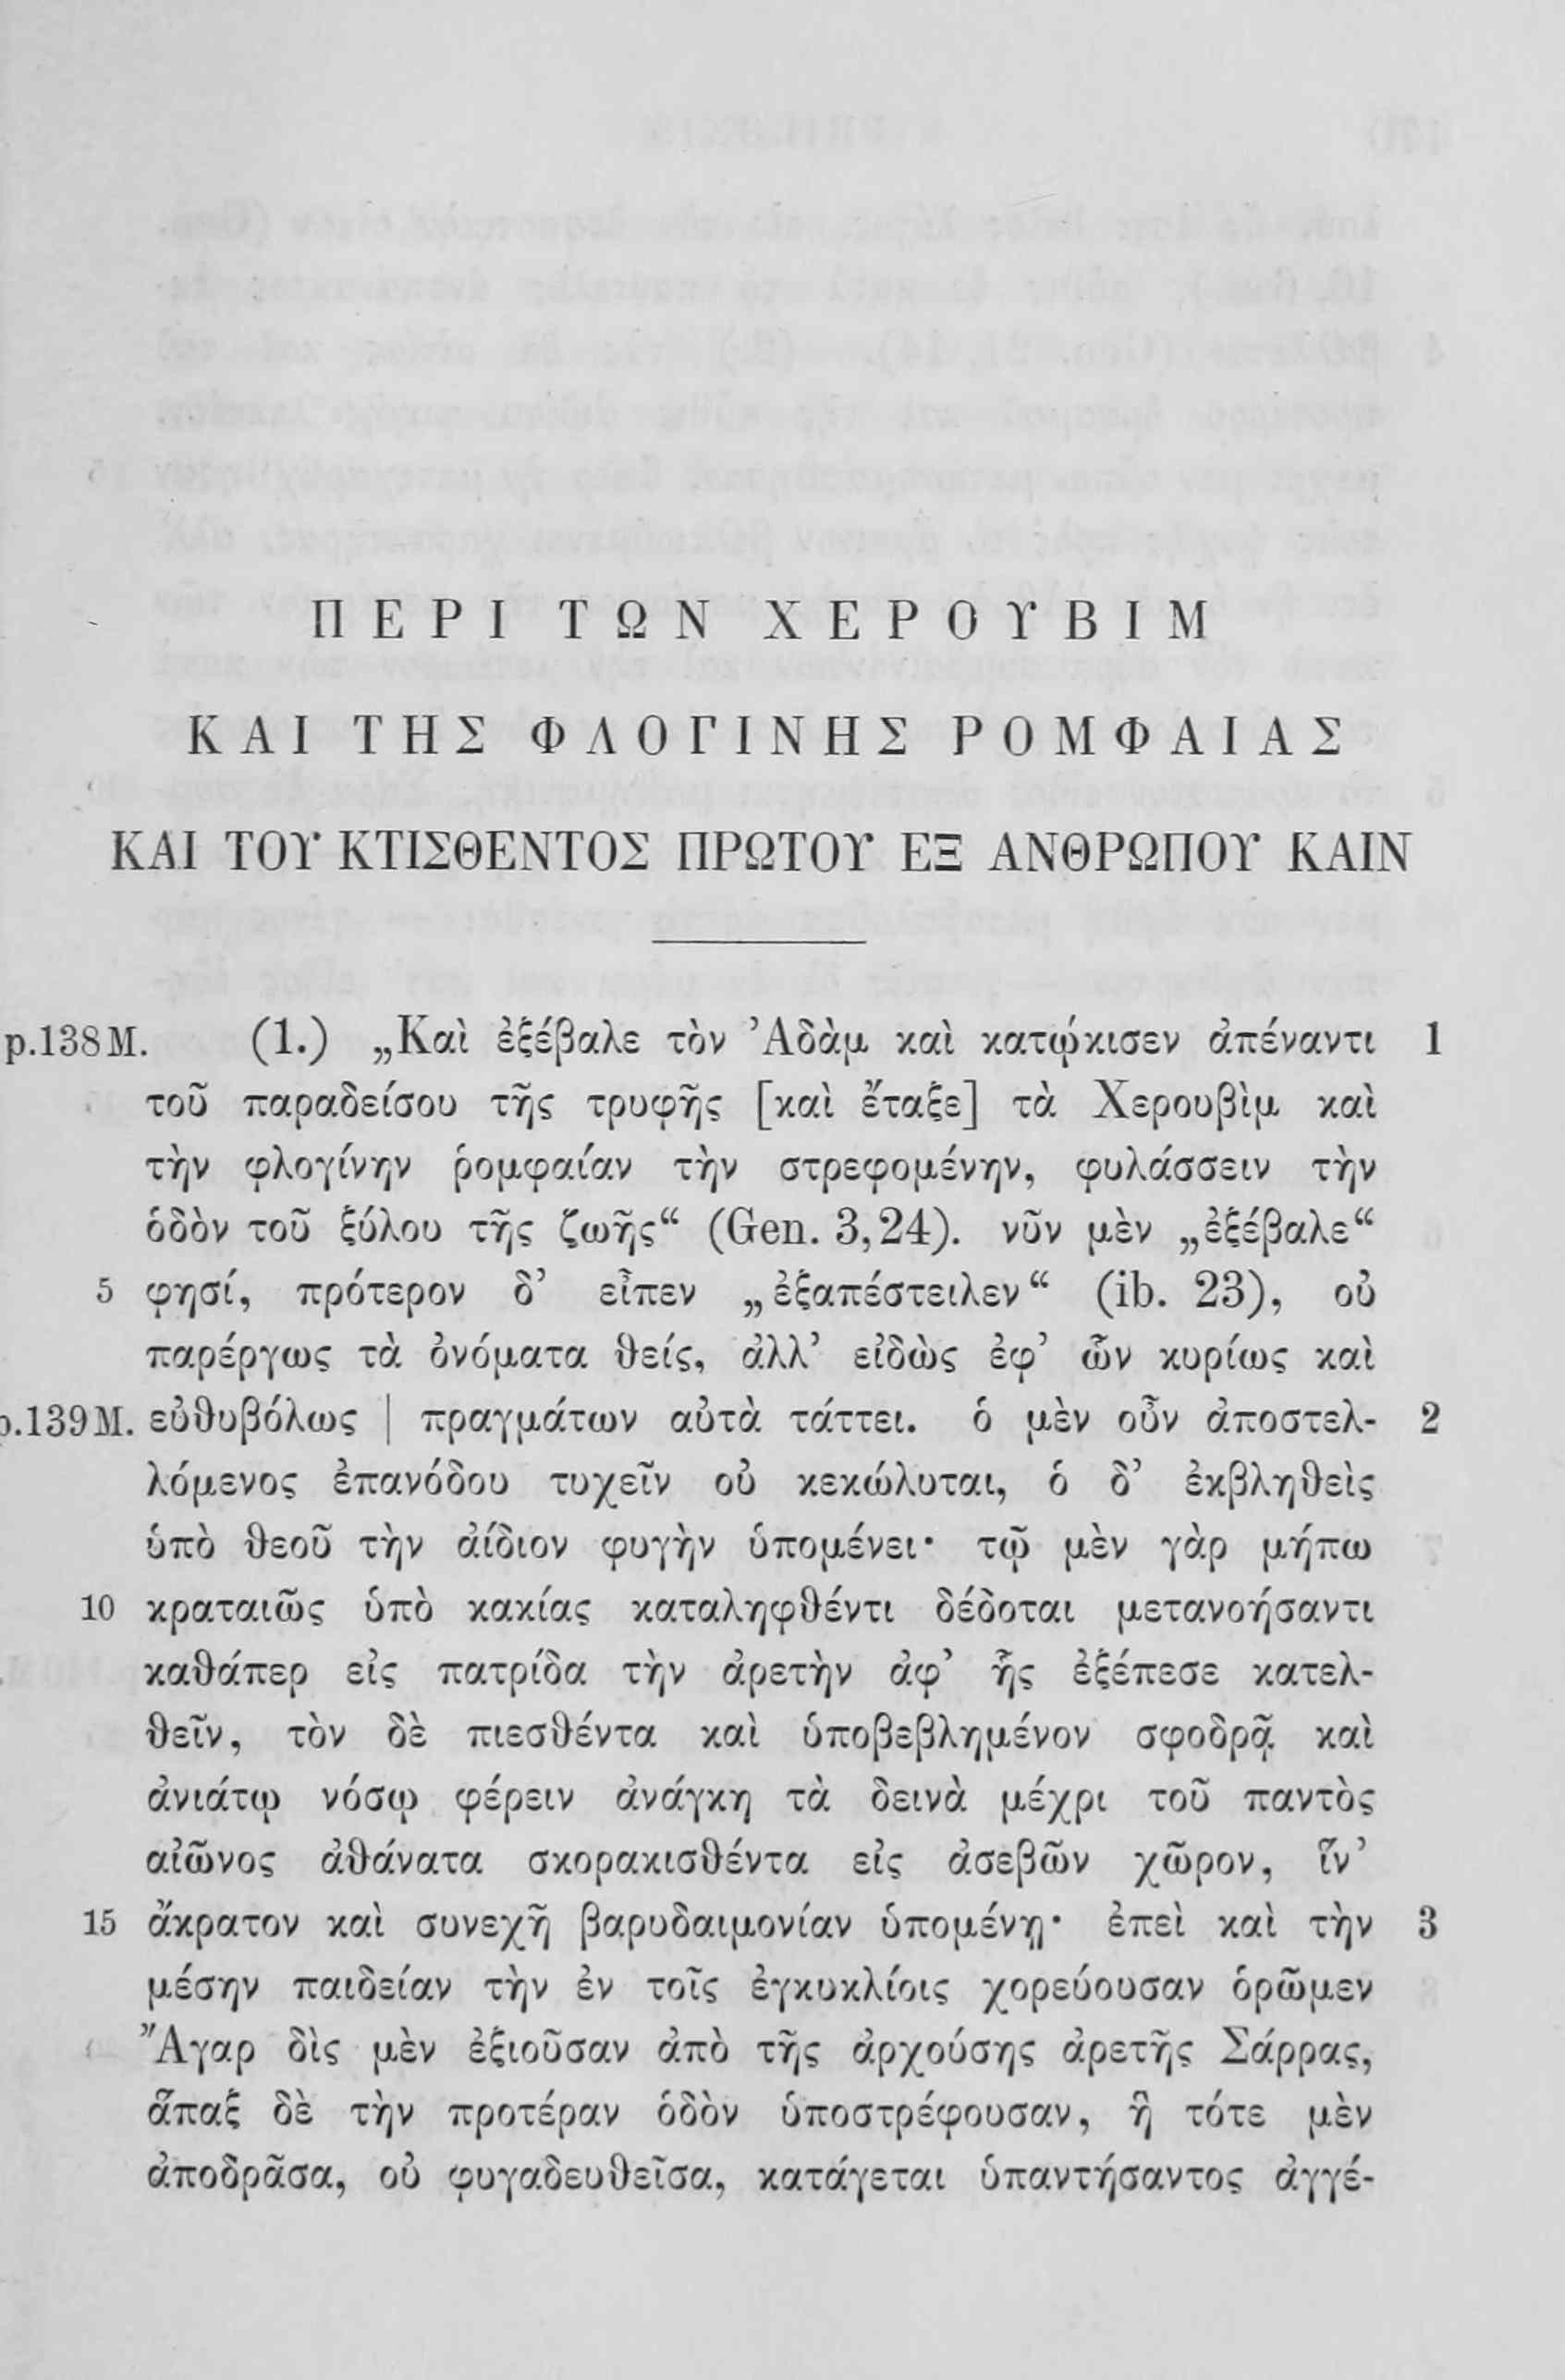 ΠΕΡΙ ΤΩΝ ΧΕΡΟΥΒΙΜ
ΚΑΙ ΤΗΣ ΦΛΟΓΙΝΗΣ ΡΟΜΦΑΙΑΣ
ΚΑΙ ΤΟΥ ΚΤΙΣΘΕΝΤΟΣ ΠΡΩΤΟΥ ΕΞ ΑΝΘΡΩΠΟΥ ΚΑΙΝ
p.138 M. (1.) „Καὶ ἐξέβαλε τὸν Ἀδὰμ καὶ κατῴκισεν ἀπέναντι 1
τοῦ παραδείσου τῆς τρυφῆς [καὶ ἔταξε] τὰ Χερουβὶμ καὶ
τὴν φλογίνην ῥομφαίαν τὴν στρεφομένην, φυλάσσειν τὴν
ὁδὸν τοῦ ξύλου τῆς ζωῆς“ (Gen. 3,24). νῦν μὲν „ἐξέβαλε“
5 φησί, πρότερον δ’ εἶπεν „ἐξαπέστειλεν“ (ib. 23), οὐ
παρέργως τὰ ὀνόματα θείς, ἀλλ’ εἰδὼς ἐφ’ ὧν κυρίως καὶ
p.139 M. εὐθυβόλως | πραγμάτων αὐτὰ τάττει. ὁ μὲν οὖν ἀποστελ- 2
λόμενος ἐπανόδου τυχεῖν οὐ κεκώλυται, ὁ δ’ ἐκβληθεὶς
ὑπὸ θεοῦ τὴν ἀίδιον φυγὴν ὑπομένει· τῷ μὲν γὰρ μήπω
10 κραταιῶς ὑπὸ κακίας καταληφθέντι δέδοται μετανοήσαντι
καθάπερ εἰς πατρίδα τὴν ἀρετὴν ἀφ’ ἧς ἐξέπεσε κατελ-
θεῖν, τὸν δὲ πιεσθέντα καὶ ὑποβεβλημένον σφοδρᾷ καὶ
ἀνιάτῳ νόσῳ φέρειν ἀνάγκη τὰ δεινὰ μέχρι τοῦ παντὸς
αἰῶνος ἀθάνατα σκορακισθέντα εἰς ἀσεβῶν χῶρον, ἵν’
15 ἄκρατον καὶ συνεχῆ βαρυδαιμονίαν ὑπομένῃ· ἐπεὶ καὶ τὴν 3
μέσην παιδείαν τὴν ἐν τοῖς ἐγκυκλίοις χορεύουσαν ὁρῶμεν
Ἄγαρ δὶς μὲν ἐξιοῦσαν ἀπὸ τῆς ἀρχούσης ἀρετῆς Σάρρας,
ἅπαξ δὲ τὴν προτέραν ὁδὸν ὑποστρέφουσαν, ἣ τότε μὲν
ἀποδρᾶσα, οὐ φυγαδευθεῖσα, κατάγεται ὑπαντήσαντος ἀγγέ-